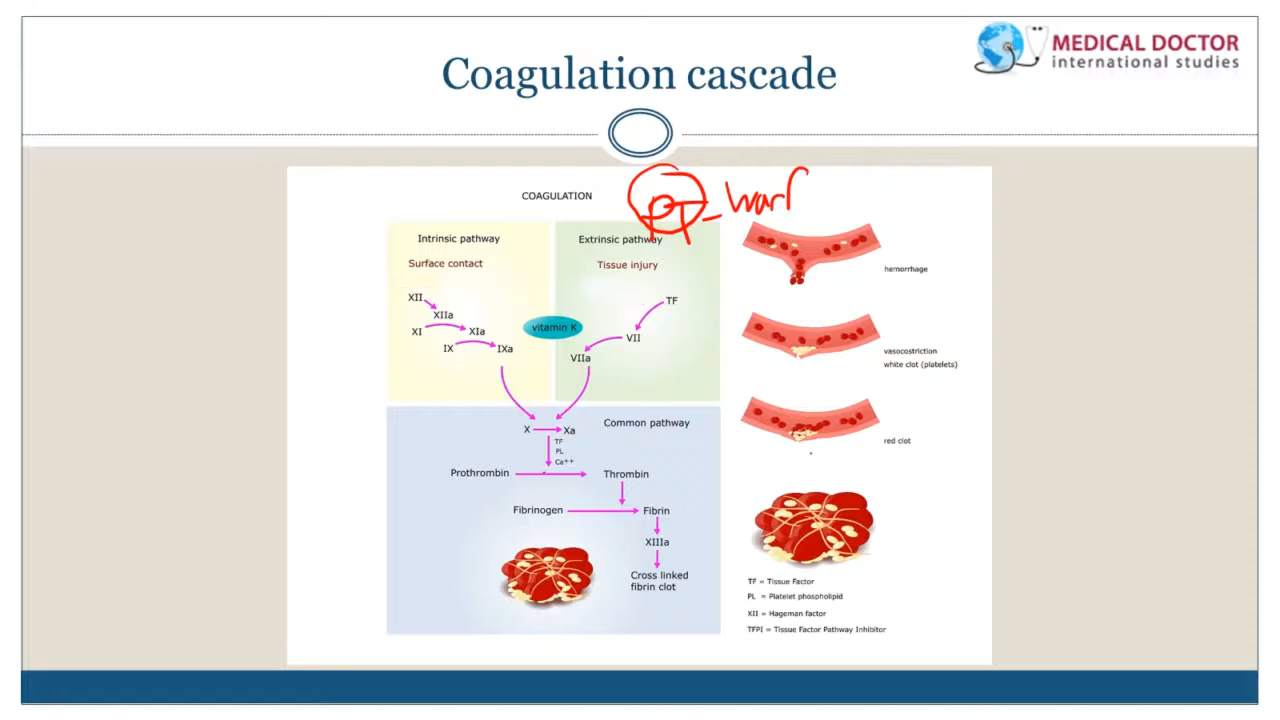 MEDICAL DOCTOR
international studies
Coagulation cascade
COAGULATION
PT - warf
Intrinsic pathway
Surface contact
XII
XIIa
XI
XIa
IX
IXa
vitamin K
Extrinsic pathway
Tissue injury
TF
VII
VIIa
Common pathway
X
Xa
TF
PL
Ca++
Prothrombin
Thrombin
Fibrinogen
Fibrin
XIIIa
Cross linked
fibrin clot
hemorrhage
vasocostriction
white clot (platelets)
red clot
TF = Tissue Factor
PL = Platelet phospholipid
XII = Hageman factor
TFPI = Tissue Factor Pathway Inhibitor